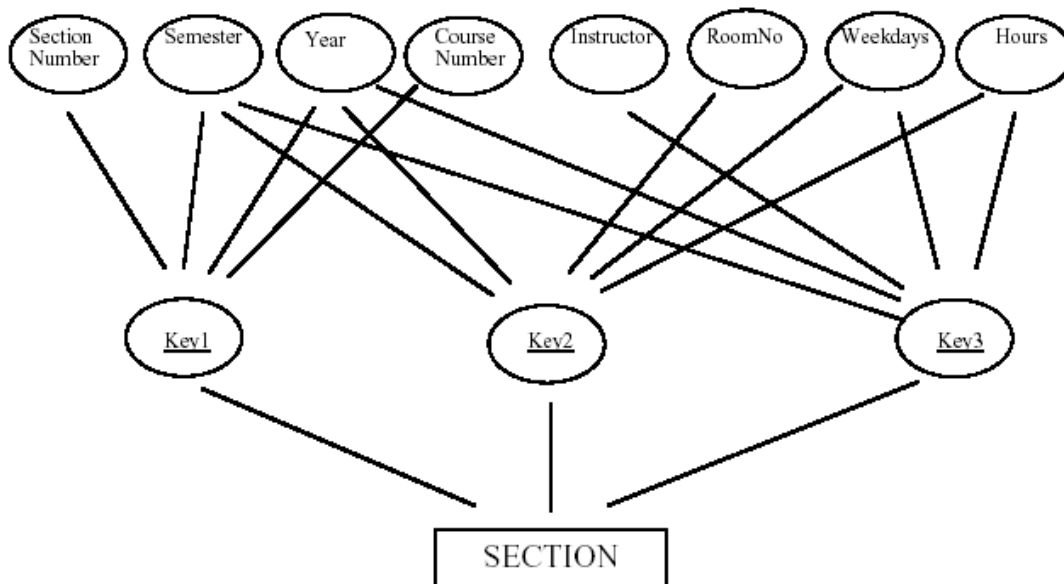 Section
Number
Semester
Year
Course
Number
Instructor
RoomNo
Weekdays
Hours
Key1
Key2
Key3
SECTION